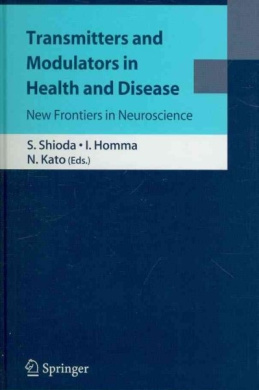 Transmitters and
Modulators in
Health and Disease
New Frontiers in Neuroscience
S. Shioda • I. Homma
N. Kato (Eds.)
Springer